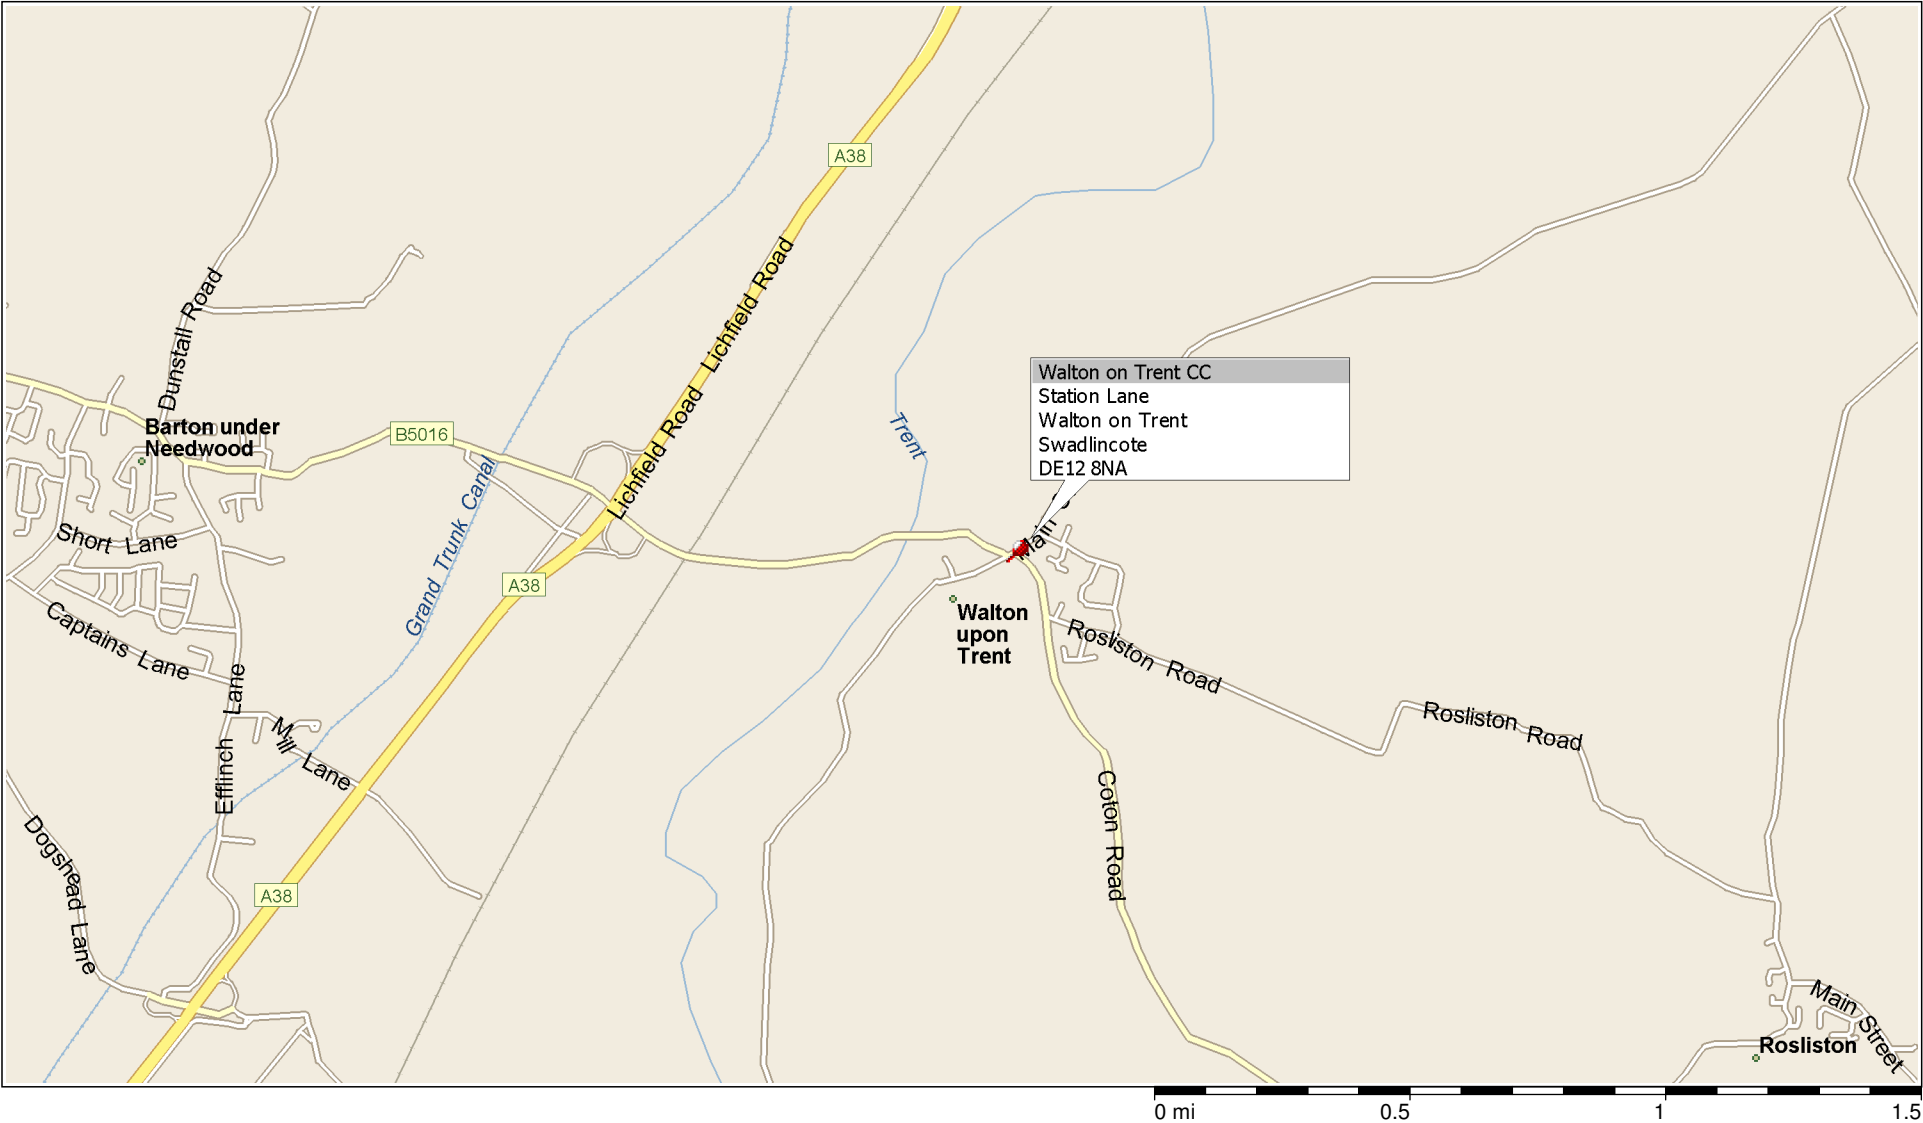 A38
Dunstall Road
Lichfield Road
Lichfield Road
Lichfield Road
Walton on Trent CC
Station Lane
Walton on Trent
Swadlincote
DE12 8NA
Trent
Barton under
Needwood
B5016
Main S
Short Lane
Grand Trunk Canal
A38
Captains Lane
Walton
upon
Trent
Rosliston Road
Rosliston Road
Efflinch Lane
Mill Lane
Coton Road
Dogshead Lane
A38
Main Street
Rosliston
0 mi 0.5 1 1.5